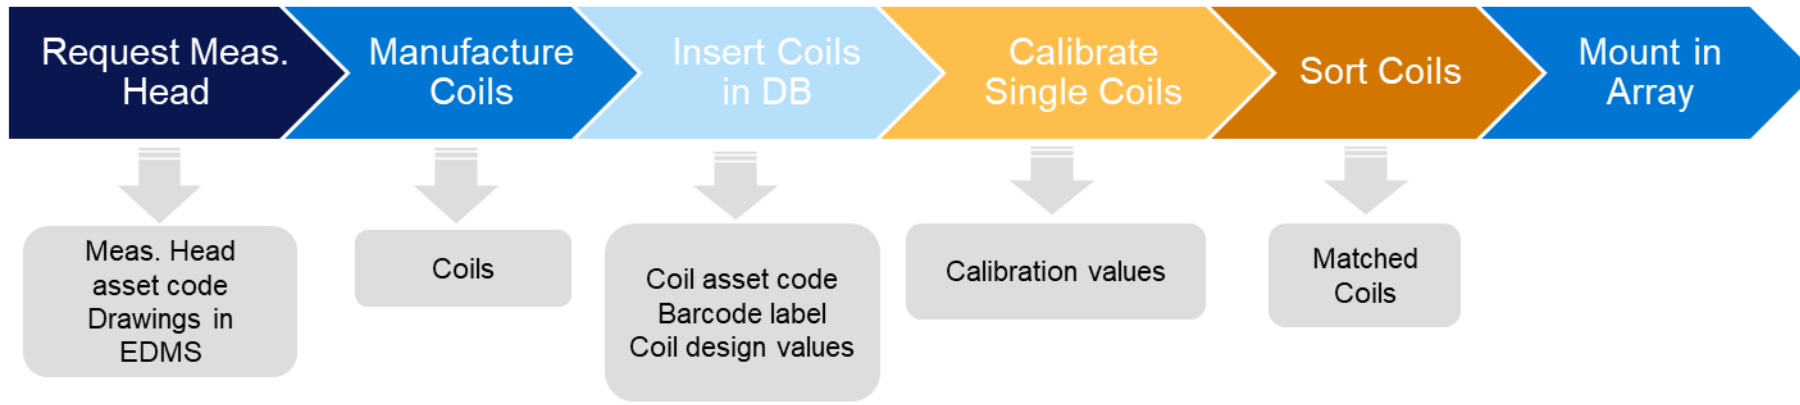 Request Meas.
Head
Manufacture
Coils
Insert Coils
in DB
Calibrate
Single Coils
Sort Coils
Mount in
Array
Meas. Head
asset code
Drawings in
EDMS
Coils
Coil asset code
Barcode label
Coil design values
Calibration values
Matched
Coils